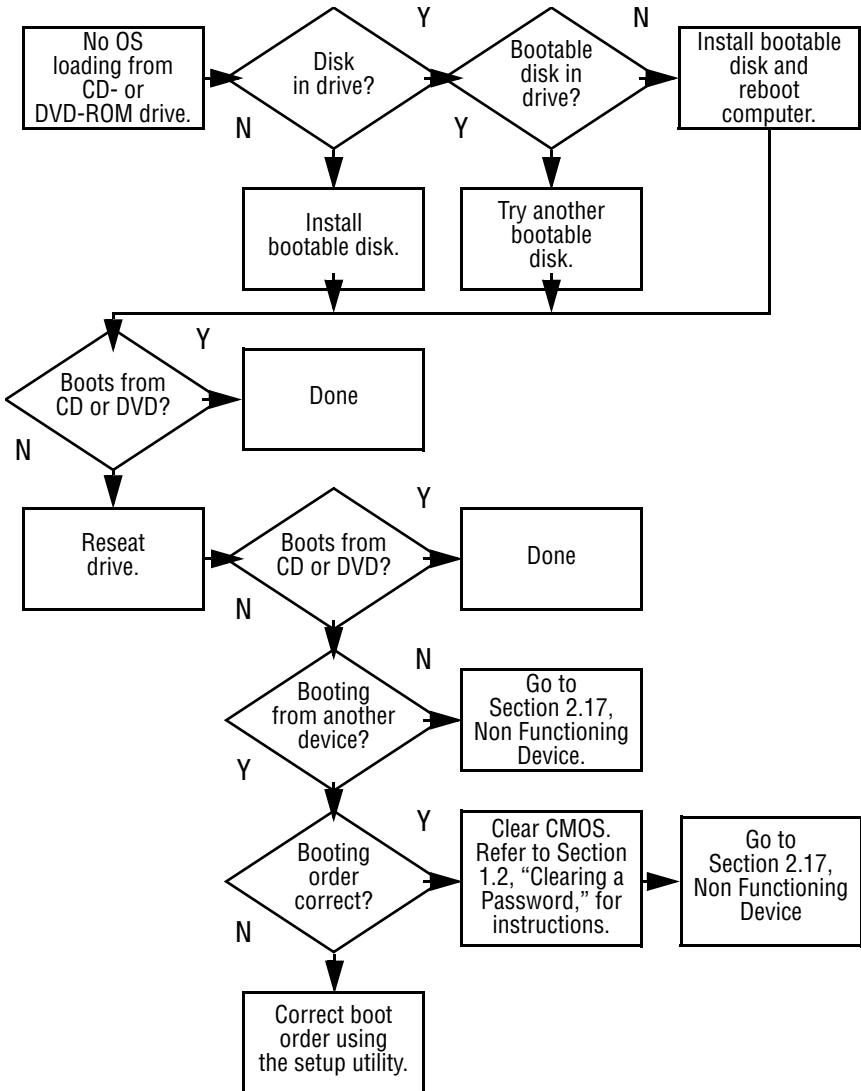 No OS
loading from
CD- or
DVD-ROM drive.
Disk
in drive?
Y
N
Bootable
disk in
drive?
N
Y
Install bootable
disk and
reboot
computer.
Install
bootable disk.
Try another
bootable
disk.
Boots from
CD or DVD?
Y
N
Done
Reseat
drive.
Boots from
CD or DVD?
Y
N
Done
Booting
from another
device?
N
Y
Go to
Section 2.17,
Non Functioning
Device.
Booting
order
correct?
Y
N
Clear CMOS.
Refer to Section
1.2, “Clearing a
Password,” for
instructions.
Go to
Section 2.17,
Non Functioning
Device
Correct boot
order using
the setup utility.